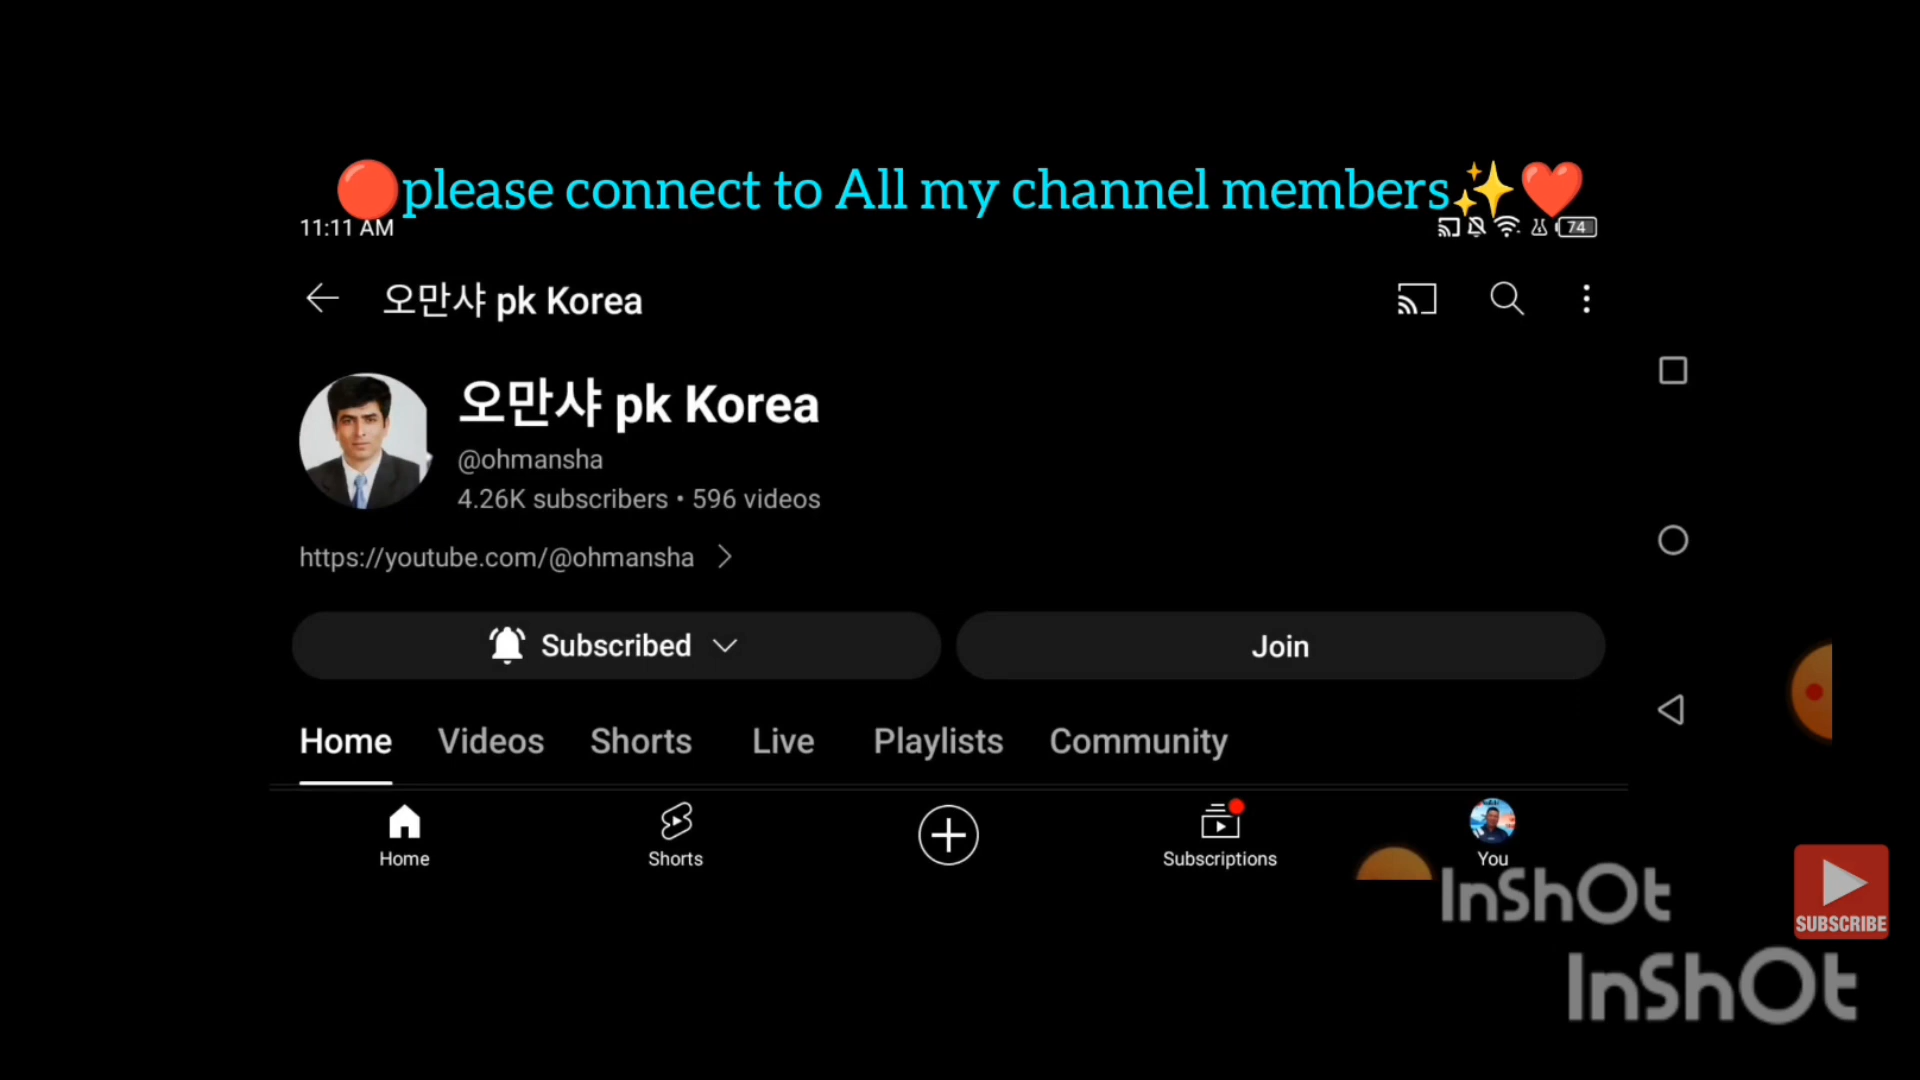 🔴please connect to All my channel members✨❤️
11:11 AM
74
오만샤 pk Korea
오만샤 pk Korea
@ohmansha
4.26K subscribers • 596 videos
https://youtube.com/@ohmansha
Subscribed
Join
Home Videos Shorts Live Playlists Community
Home Shorts Subscriptions You
InShOt
SUBSCRIBE
InShOt